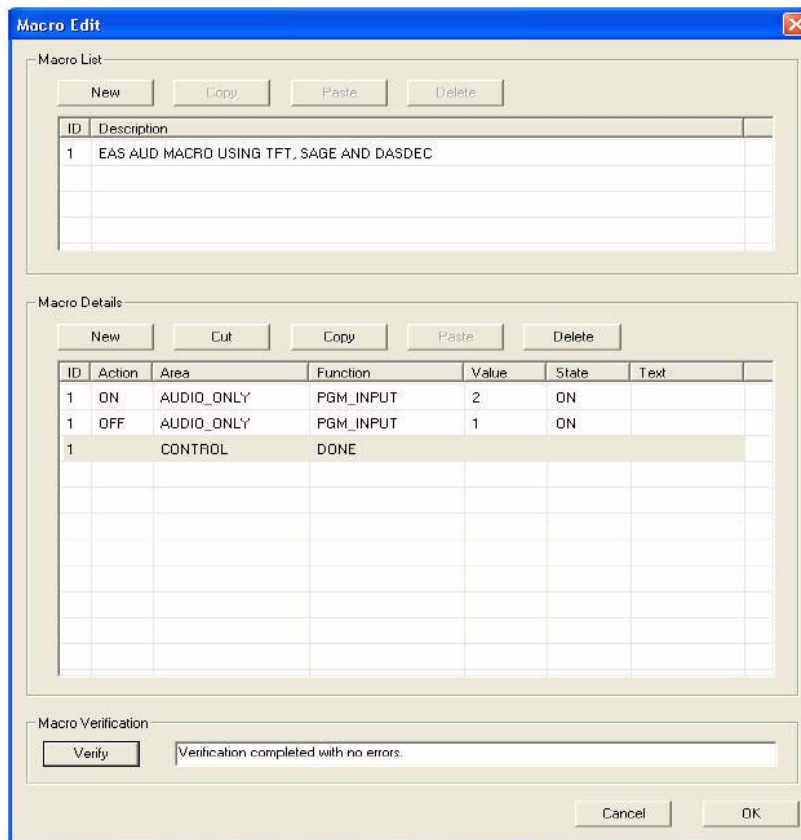 Macro Edit
Macro List
New Copy Paste Delete
ID Description
1 EAS AUD MACRO USING TFT, SAGE AND DASDEC
Macro Details
New Cut Copy Paste Delete
ID Action Area Function Value State Text
1 ON AUDIO_ONLY PGM_INPUT 2 ON
1 OFF AUDIO_ONLY PGM_INPUT 1 ON
1 CONTROL DONE
Macro Verification
Verify Verification completed with no errors.
Cancel OK